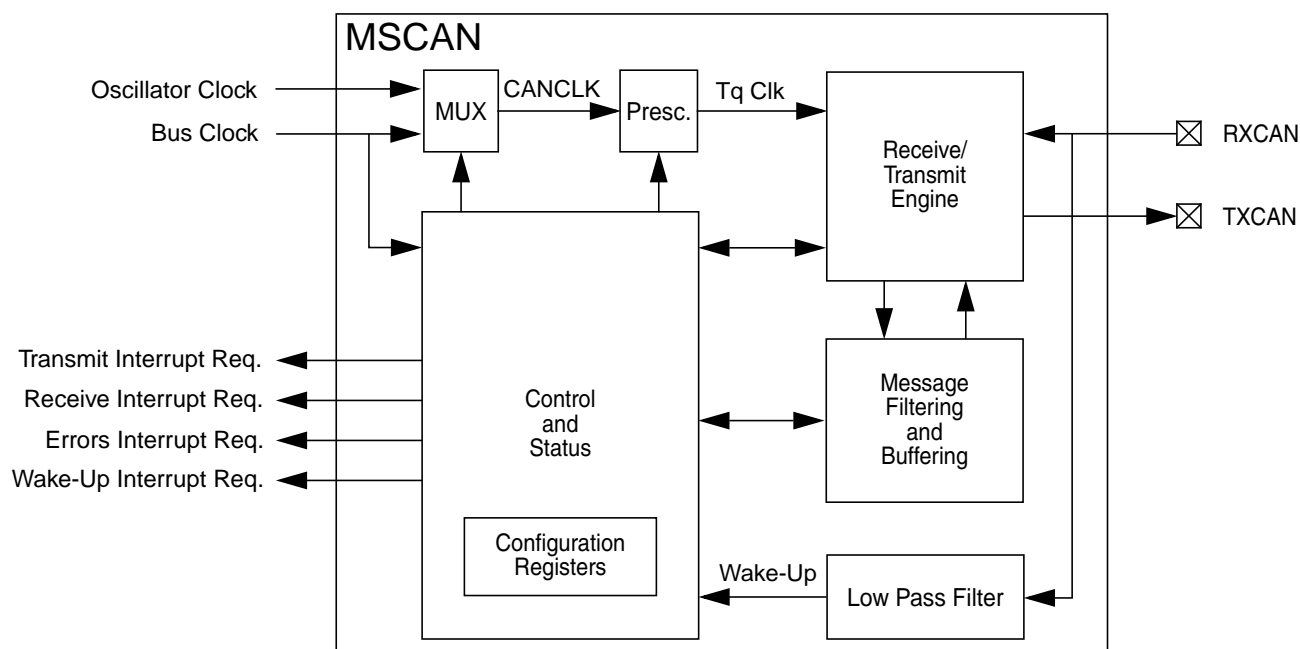 MSCAN
Oscillator Clock
MUX
CANCLK
Presc.
Tq Clk
Bus Clock
Receive/
Transmit
Engine
RXCAN
TXCAN
Transmit Interrupt Req.
Receive Interrupt Req.
Errors Interrupt Req.
Wake-Up Interrupt Req.
Control
and
Status
Message
Filtering
and
Buffering
Configuration
Registers
Wake-Up
Low Pass Filter